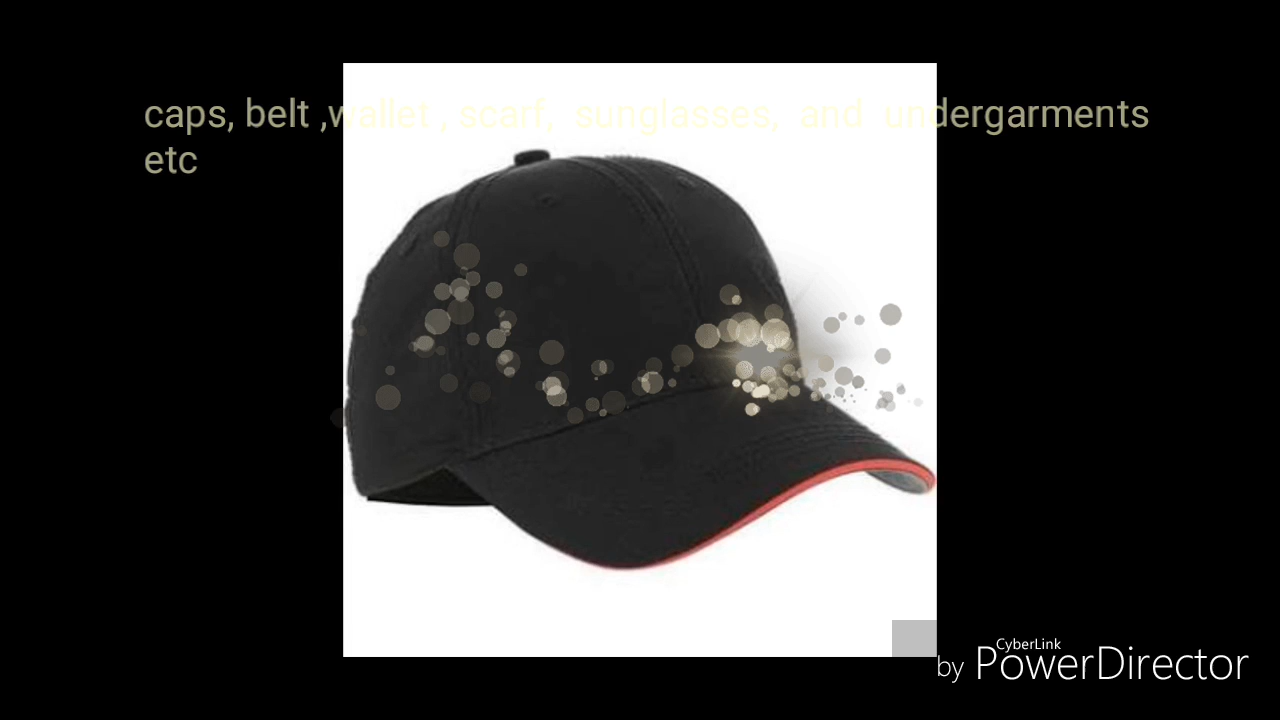 caps, belt ,wallet , scarf, sunglasses, and undergarments
etc
CyberLink
by PowerDirector